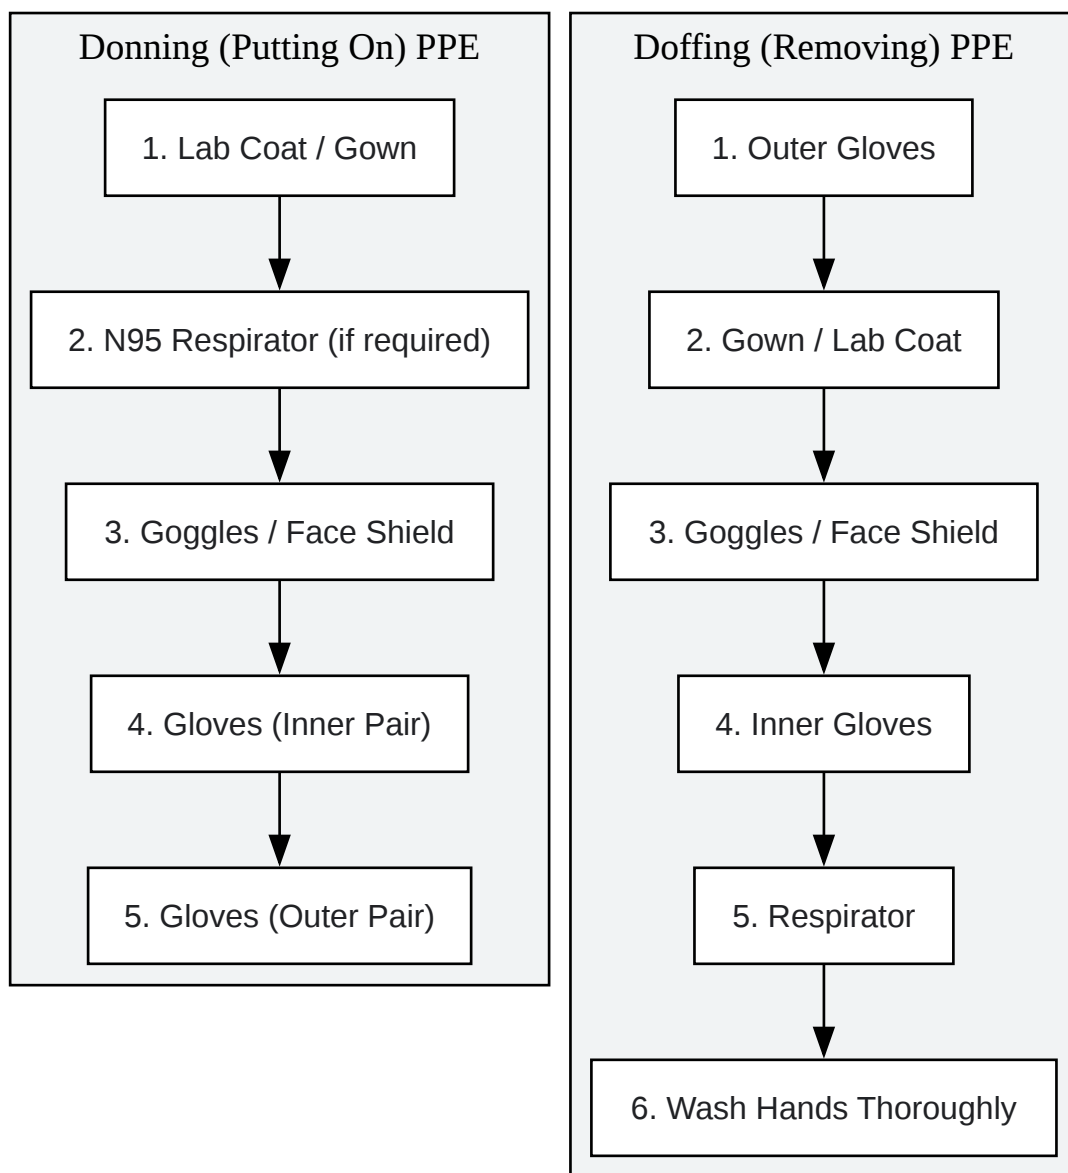 Donning (Putting On) PPE
1. Lab Coat / Gown
2. N95 Respirator (if required)
3. Goggles / Face Shield
4. Gloves (Inner Pair)
5. Gloves (Outer Pair)
Doffing (Removing) PPE
1. Outer Gloves
2. Gown / Lab Coat
3. Goggles / Face Shield
4. Inner Gloves
5. Respirator
6. Wash Hands Thoroughly